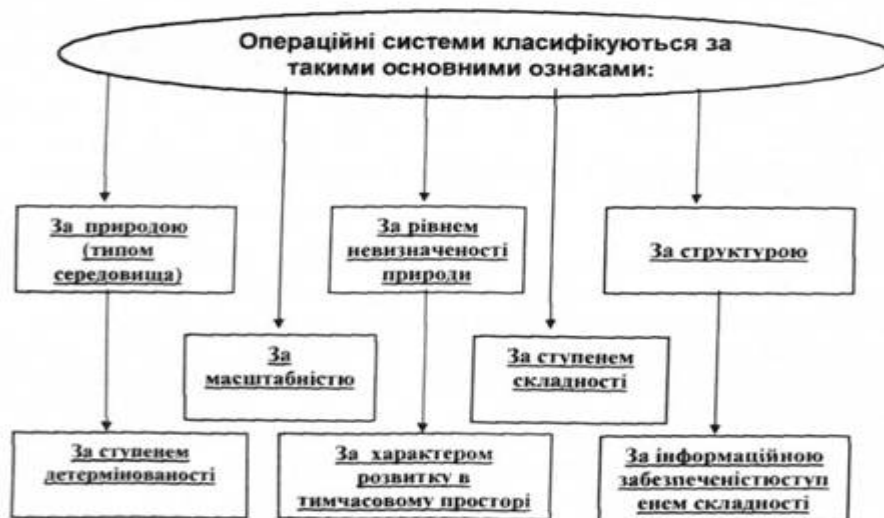 Операційні системи класифікуються за
такими основними ознаками:
За природою
(типом
середовища)
За рівнем
невизначеності
природи
За структурою
За
масштабністю
За ступенем
складності
За ступенем
детермінованості
За характером
розвитку в
тимчасовому просторі
За інформаційною
забезпеченістюступ
енем складності